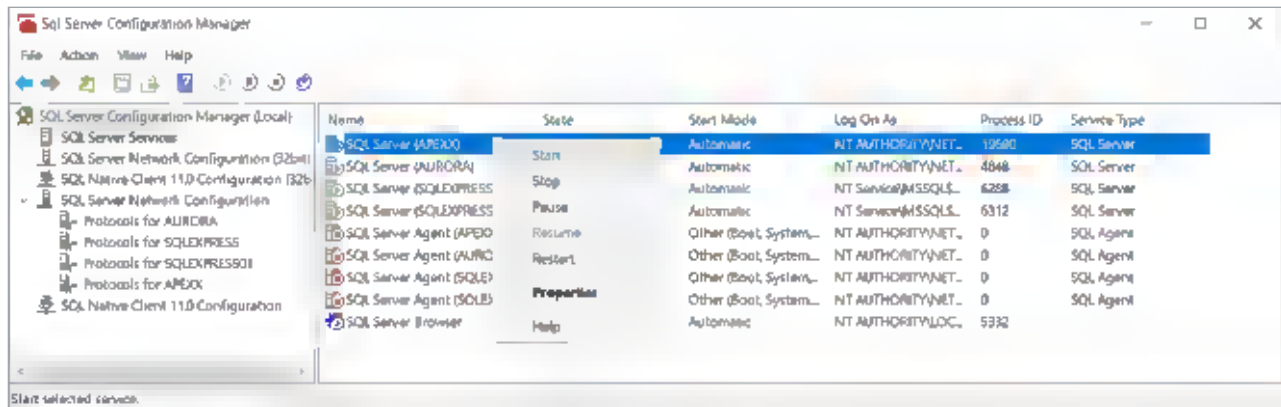 Sql Server Configuration Manager
File Action View Help
SQL Server Configuration Manager (Local)
SQL Server Services
SQL Server Network Configuration (32bit)
SQL Native Client 11.0 Configuration (32b
SQL Server Network Configuration
Protocols for AURORA
Protocols for SQLEXPRESS
Protocols for SQLEXPRESS01
Protocols for APEXX
SQL Native Client 11.0 Configuration
Name State Start Mode Log On As Process ID Service Type
SQL Server (APEXX) Automatic NT AUTHORITY\NET... SQL Server
SQL Server (AURORA) Automatic NT AUTHORITY\NET... 4848 SQL Server
SQL Server (SQLEXPRESS Automatic NT Service\MSSQL$... 6288 SQL Server
SQL Server (SQLEXPRESS Automatic NT Service\MSSQL$... 6312 SQL Server
SQL Server Agent (APEXX Other (Boot, System,... NT AUTHORITY\NET... 0 SQL Agent
SQL Server Agent (AURO Other (Boot, System,... NT AUTHORITY\NET... 0 SQL Agent
SQL Server Agent (SQLE) Other (Boot, System,... NT AUTHORITY\NET... 0 SQL Agent
SQL Server Agent (SQLE) Other (Boot, System,... NT AUTHORITY\NET... 0 SQL Agent
SQL Server Browser Automatic NT AUTHORITY\LOC... 5332
Start
Stop
Pause
Resume
Restart
Properties
Help
Start selected service.